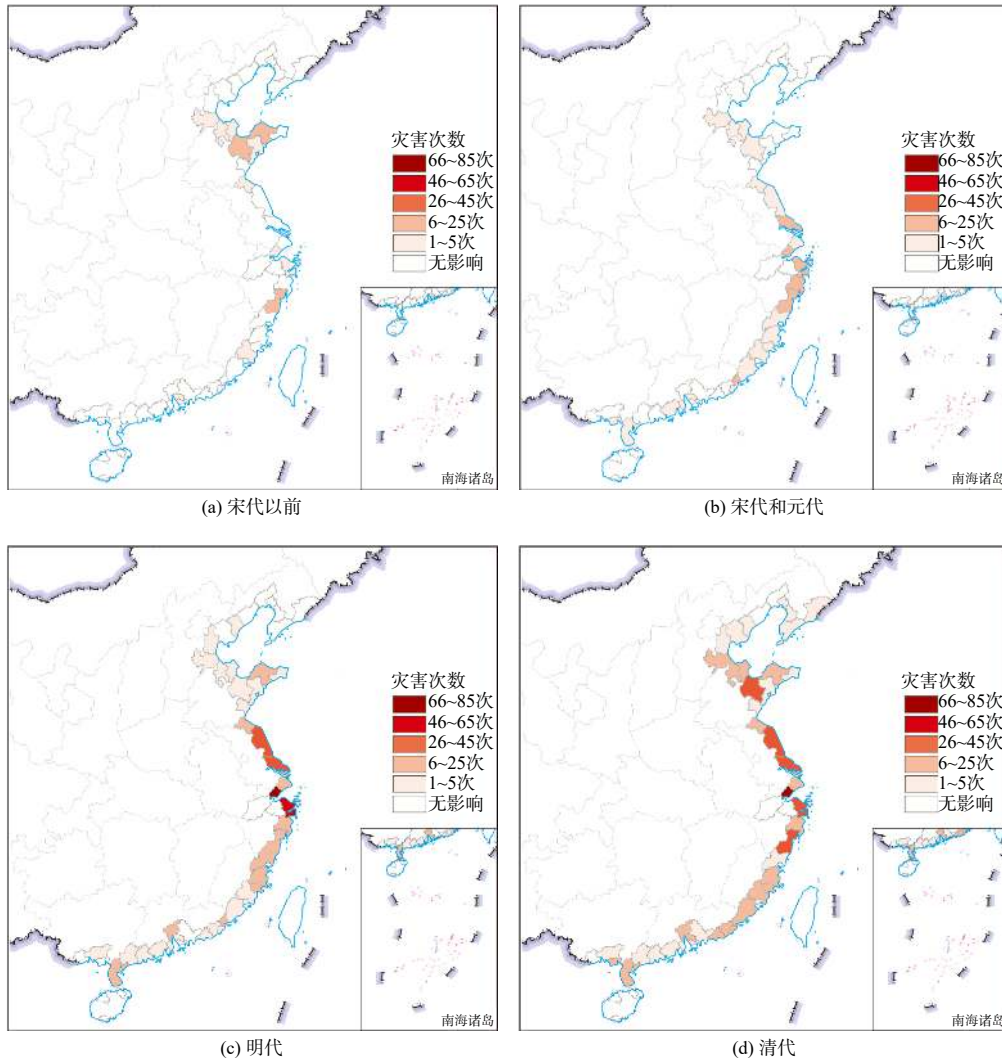 灾害次数
66~85次
46~65次
26~45次
6~25次
1~5次
无影响
南海诸岛
(a) 宋代以前
灾害次数
66~85次
46~65次
26~45次
6~25次
1~5次
无影响
南海诸岛
(b) 宋代和元代
灾害次数
66~85次
46~65次
26~45次
6~25次
1~5次
无影响
南海诸岛
(c) 明代
灾害次数
66~85次
46~65次
26~45次
6~25次
1~5次
无影响
南海诸岛
(d) 清代